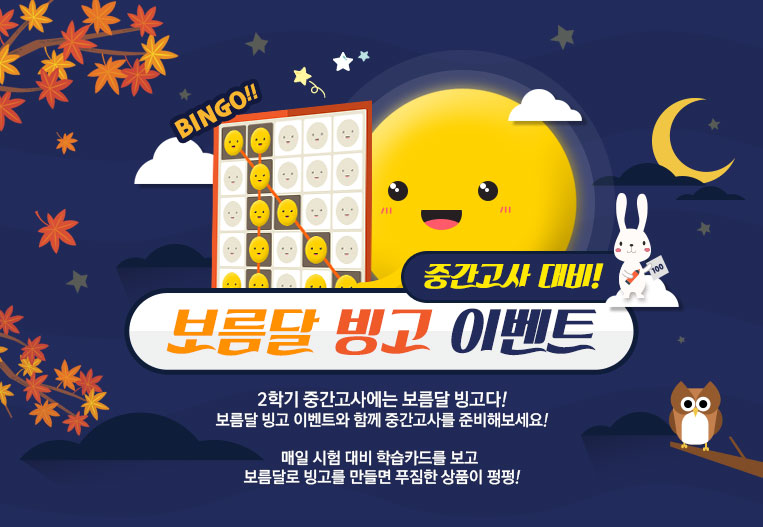 BINGO!!
중간고사 대비!
100
보름달 빙고 이벤트
2학기 중간고사에는 보름달 빙고다!
보름달 빙고 이벤트와 함께 중간고사를 준비해보세요!
매일 시험 대비 학습카드를 보고
보름달로 빙고를 만들면 푸짐한 상품이 펑펑!